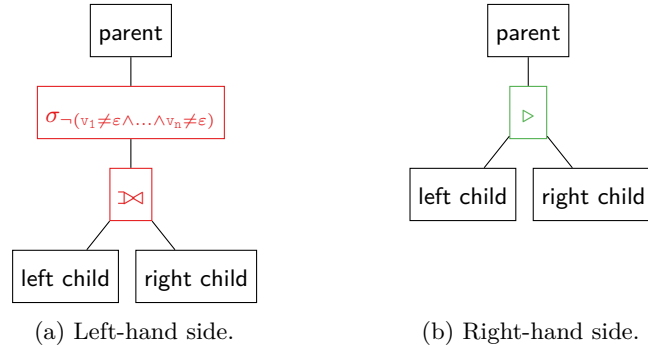 parent
σ¬(v₁≠ε∧...∧vₙ≠ε)
⟕
left child
right child
(a) Left-hand side.
parent
▷
left child
right child
(b) Right-hand side.